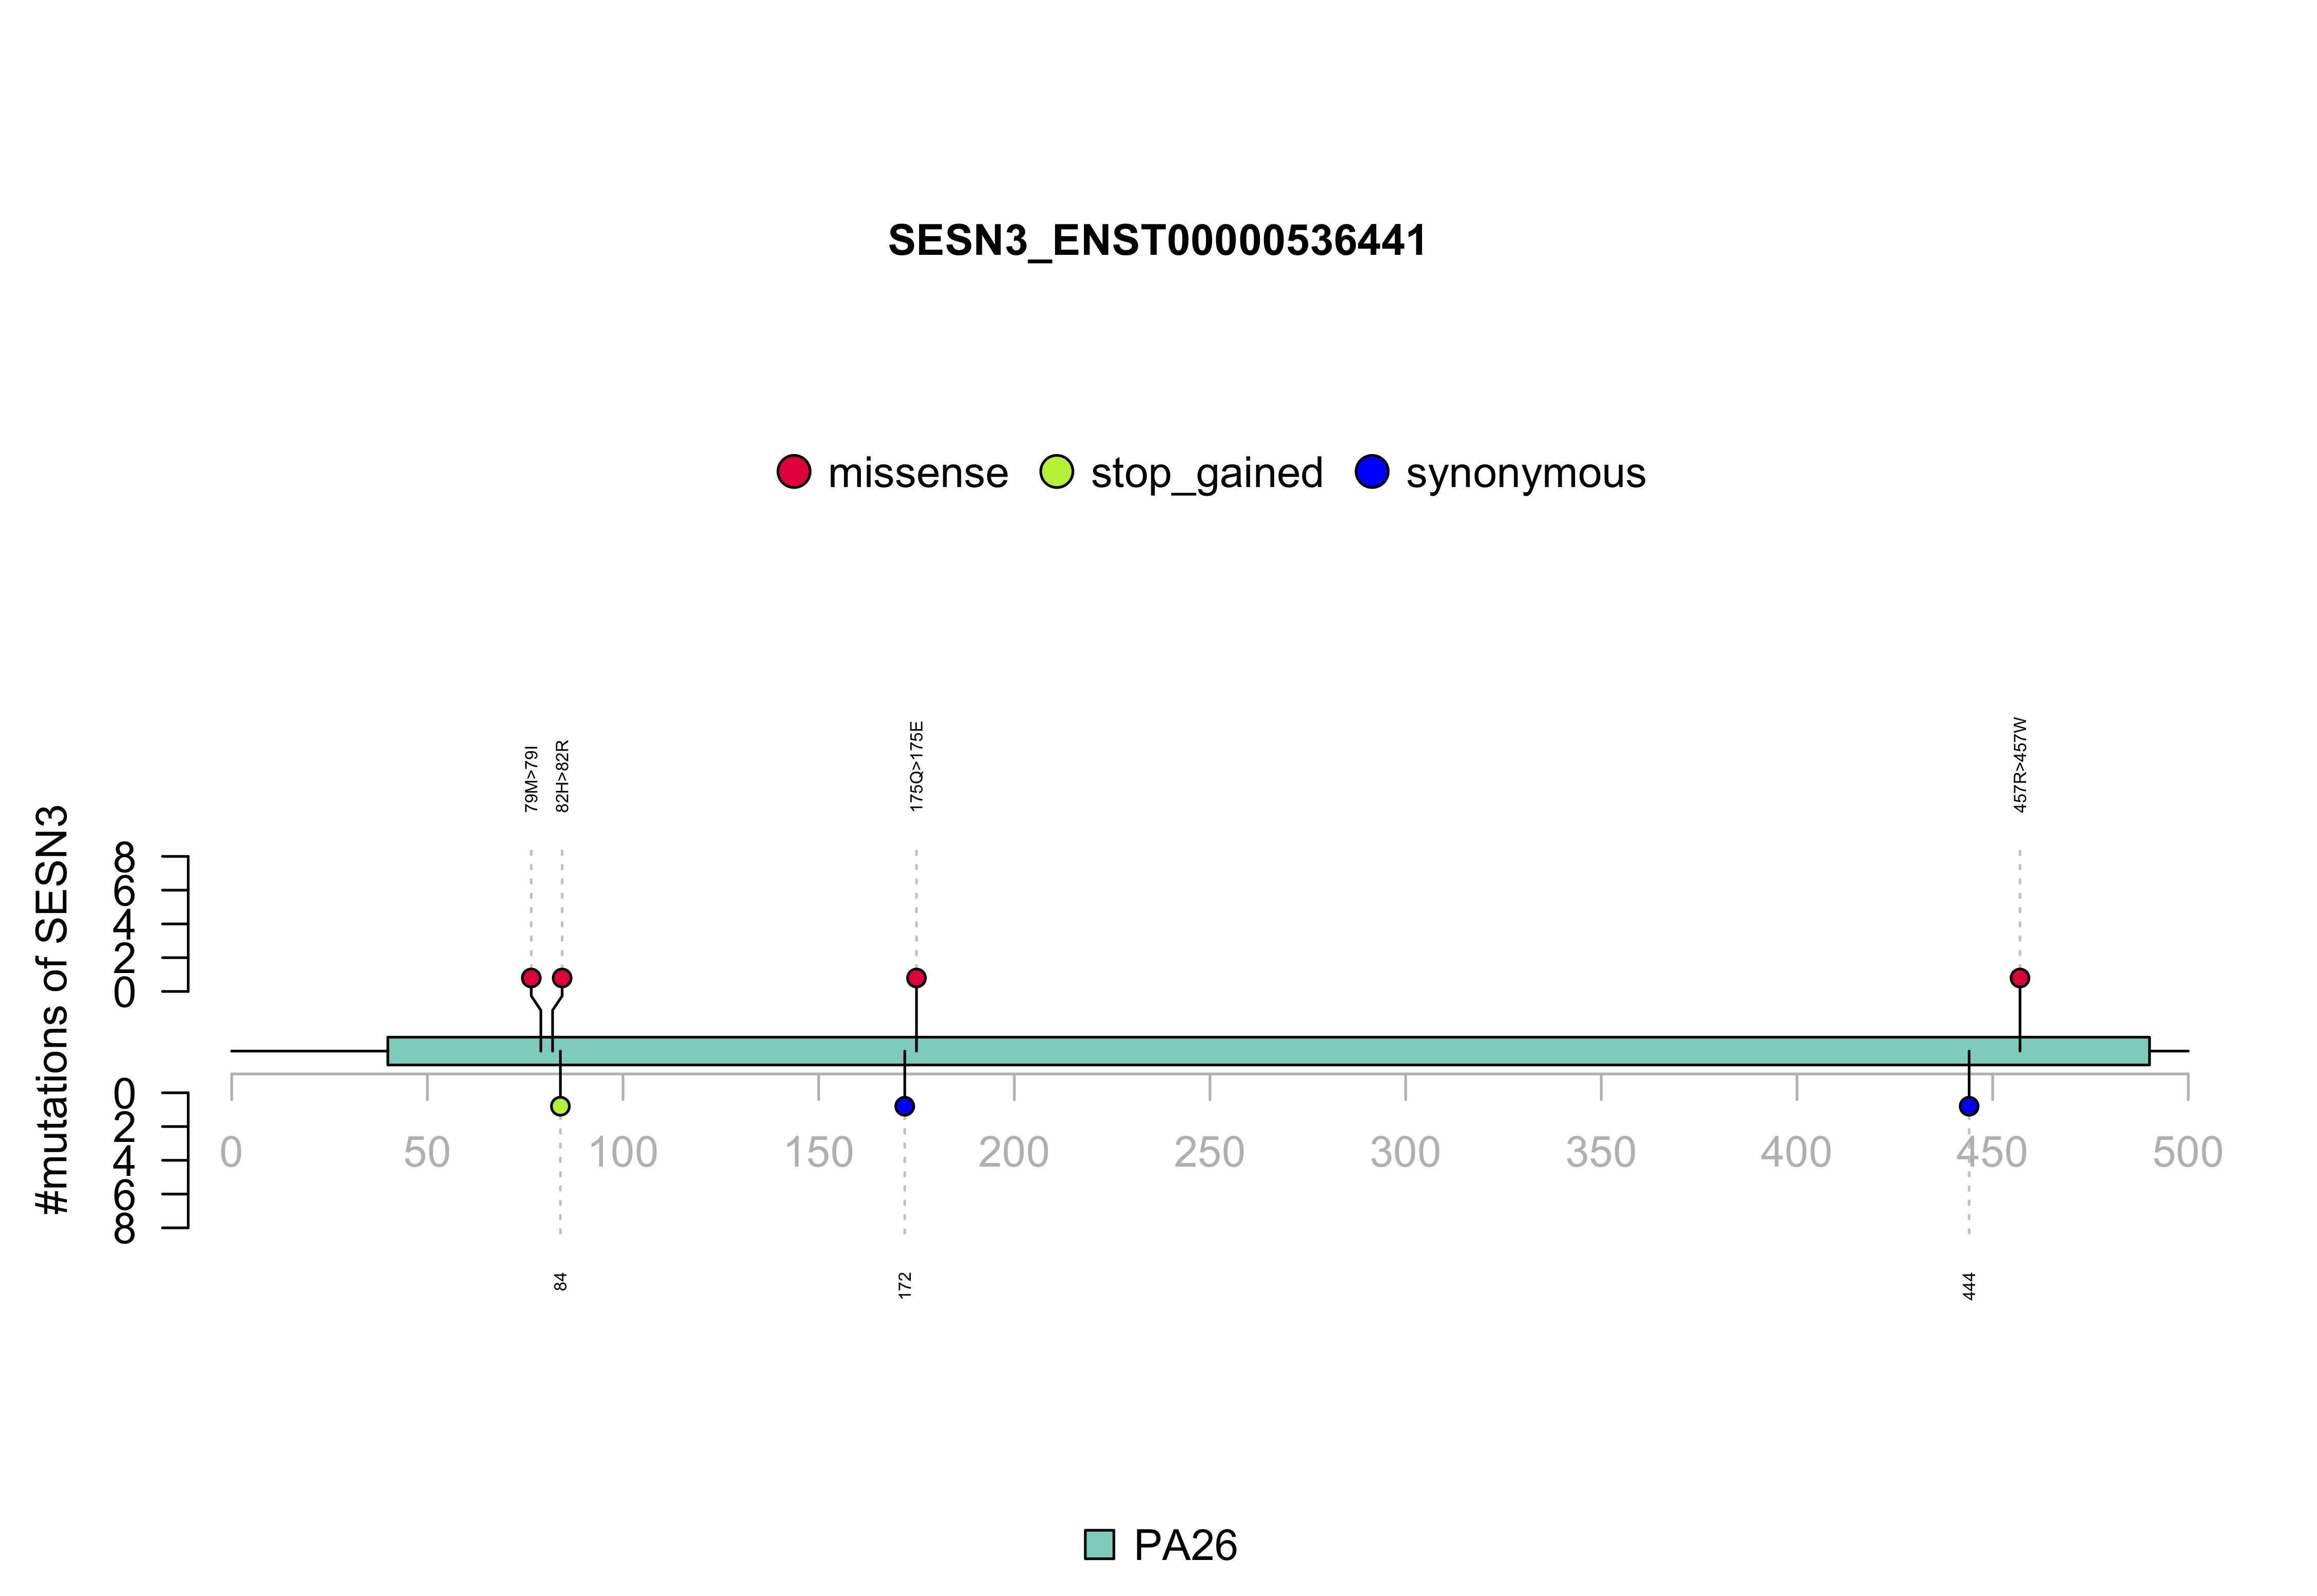 SESN3_ENST00000536441
missense stop_gained synonymous
79M>79I 82H>82R 175Q>175E 457R>457W
#mutations of SESN3
8
6
4
2
0
0
2
4
6
8
0 50 100 150 200 250 300 350 400 450 500
84 172 444
PA26